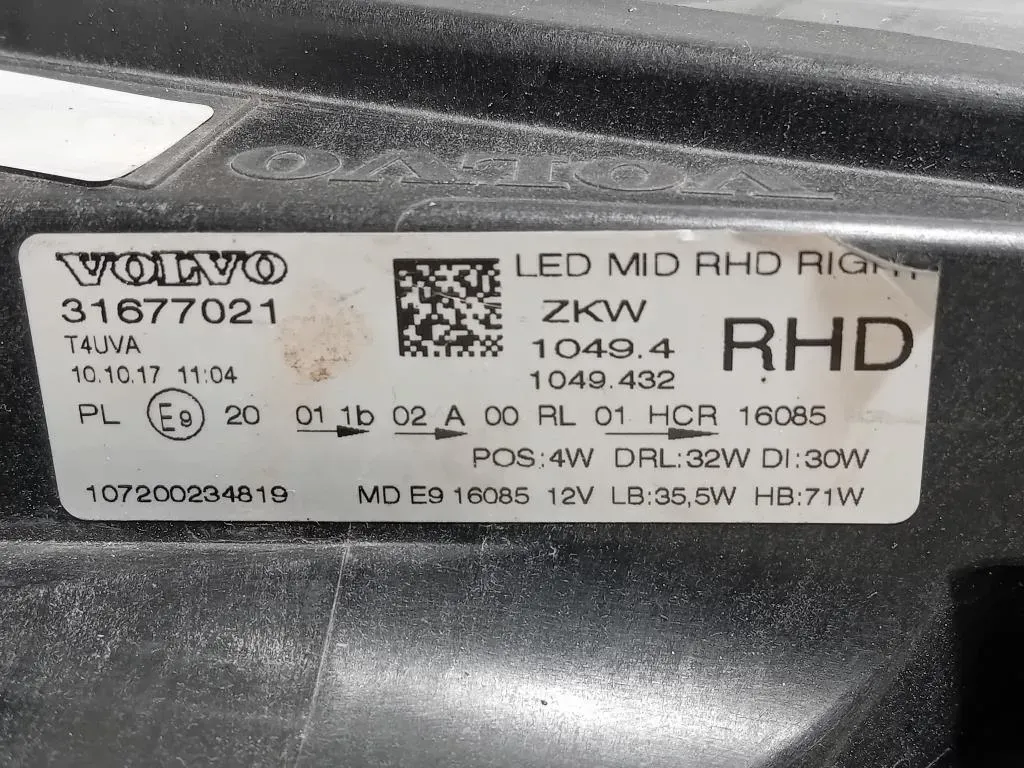 VOLVO
VOLVO
31677021
T4UVA
10.10.17 11:04
LED MID RHD RIGHT
ZKW
1049.4
1049.432
RHD
PL E9 20 01 1b 02 A 00 RL 01 HCR 16085
POS:4W DRL:32W DI:30W
107200234819 MD E9 16085 12V LB:35,5W HB:71W